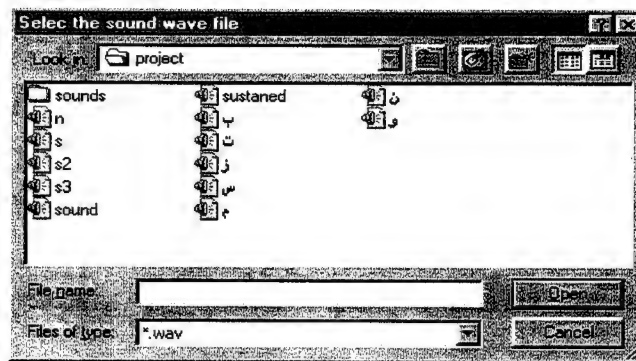 Selec the sound wave file
Look in: project
sounds
n
s
s2
s3
sound
sustaned
ب
ت
ز
س
م
ن
و
File name:
Open
Files of type: *.wav
Cancel